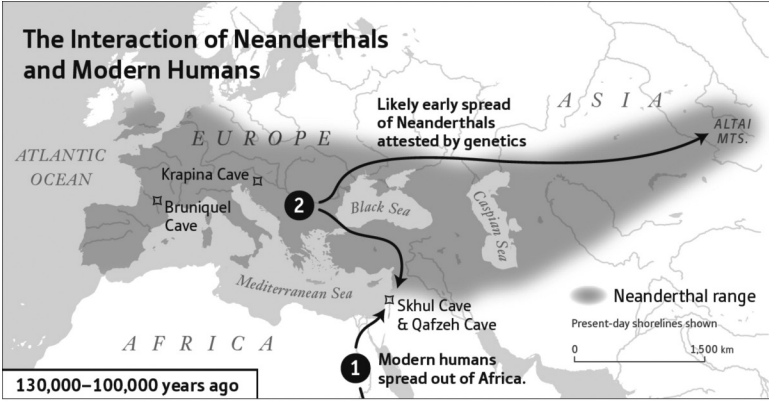 The Interaction of Neanderthals
and Modern Humans
Likely early spread
of Neanderthals
attested by genetics
ASIA
ALTAI
MTS.
EUROPE
ATLANTIC
OCEAN
Krapina Cave
Bruniquel
Cave
2
Black Sea
Caspian Sea
Mediterranean Sea
Skhul Cave
& Qafzeh Cave
Neanderthal range
Present-day shorelines shown
0 1,500 km
AFRICA
1
Modern humans
spread out of Africa.
130,000–100,000 years ago